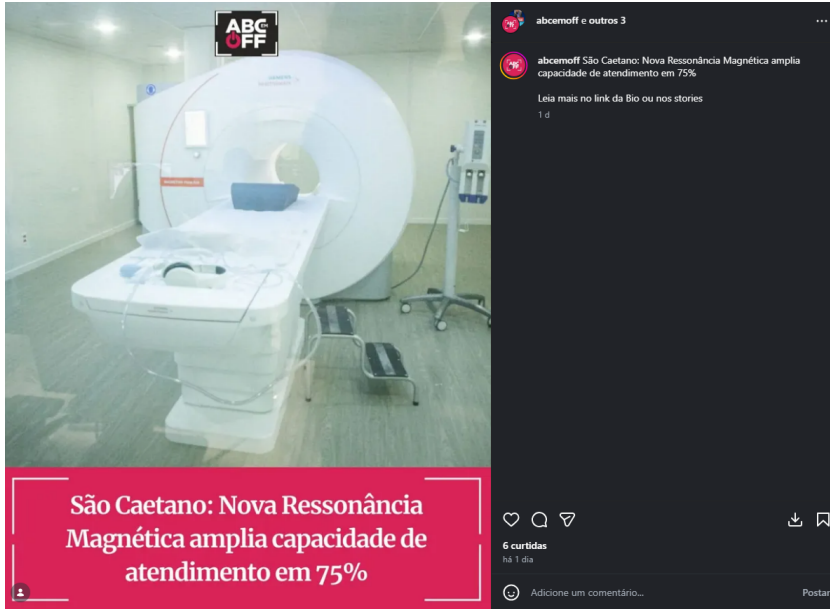 ABC EM
OFF
SIEMENS
São Caetano: Nova Ressonância
Magnética amplia capacidade de
atendimento em 75%
abcemoff e outros 3
abcemoff São Caetano: Nova Ressonância Magnética amplia
capacidade de atendimento em 75%
Leia mais no link da Bio ou nos stories
1 d
6 curtidas
há 1 dia
Adicione um comentário...
Postar